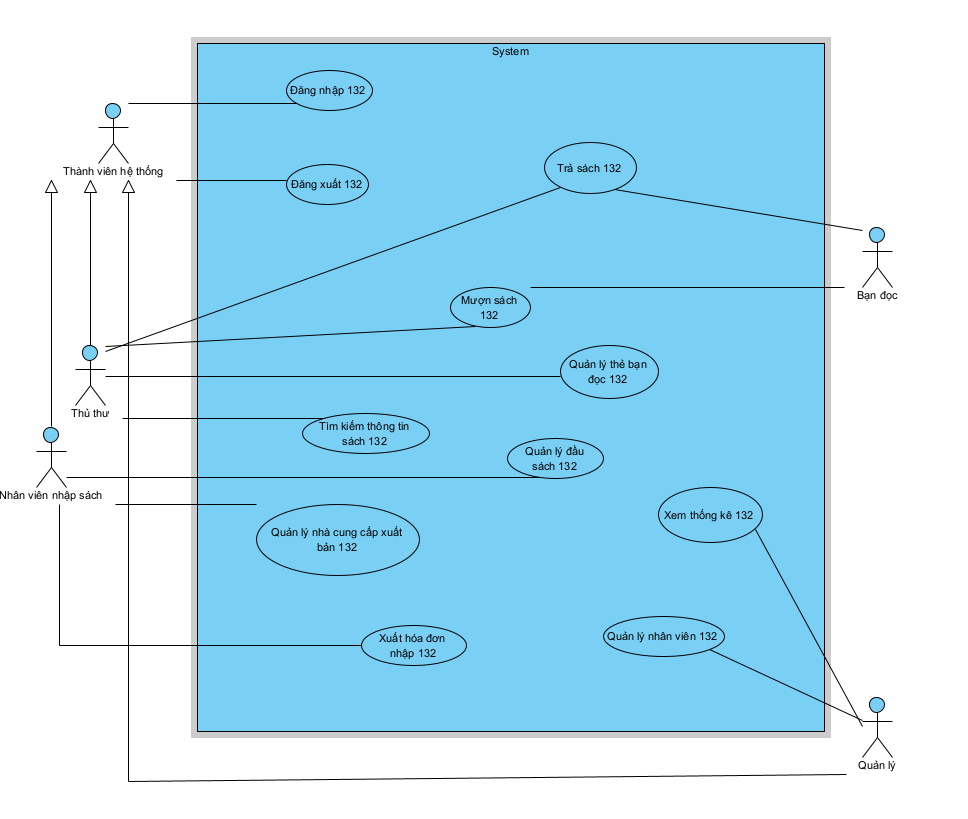 System
Đăng nhập 132
Thành viên hệ thống
Trả sách 132
Đăng xuất 132
Bạn đọc
Mượn sách
132
Quản lý thẻ bạn
đọc 132
Thủ thư
Tìm kiếm thông tin
sách 132
Quản lý đầu
sách 132
Nhân viên nhập sách
Xem thống kê 132
Quản lý nhà cung cấp xuất
bản 132
Xuất hóa đơn
nhập 132
Quản lý nhân viên 132
Quản lý